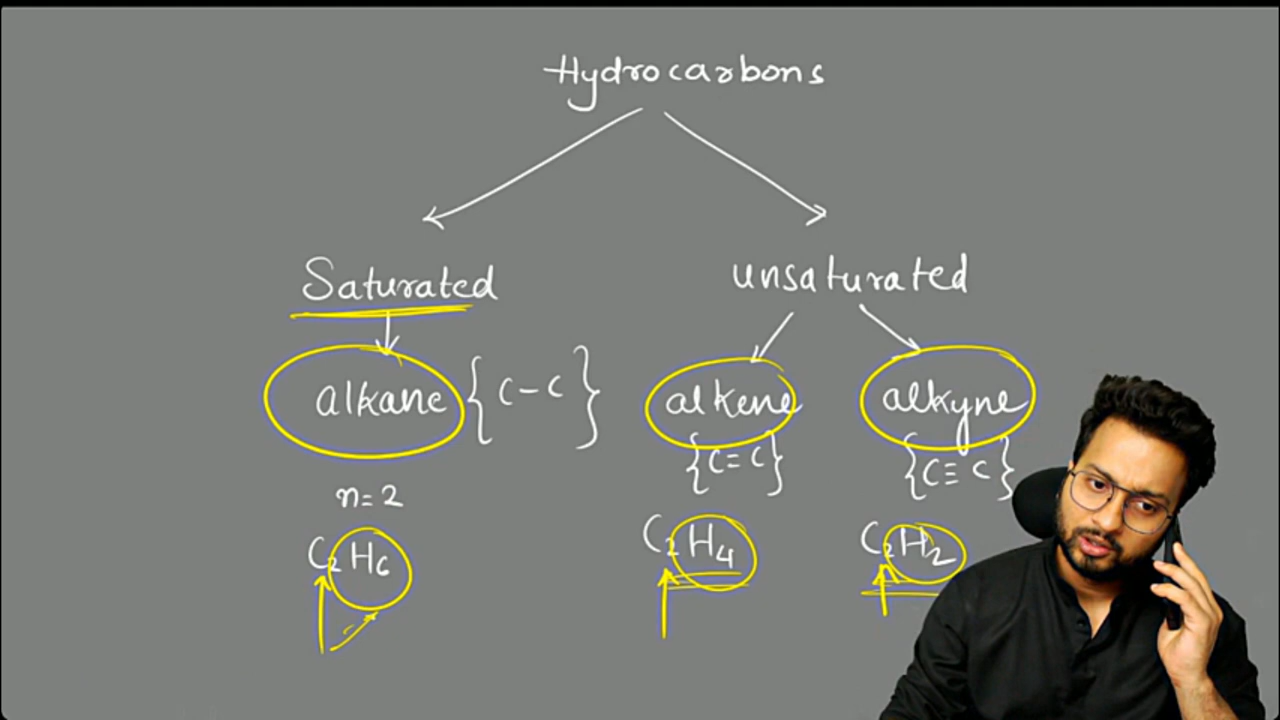 Hydrocarbons
Saturated unsaturated
alkane {C-C} alkene alkyne
{C=C} {C≡C}
n=2
C₂H₆ C₂H₄ C₂H₂